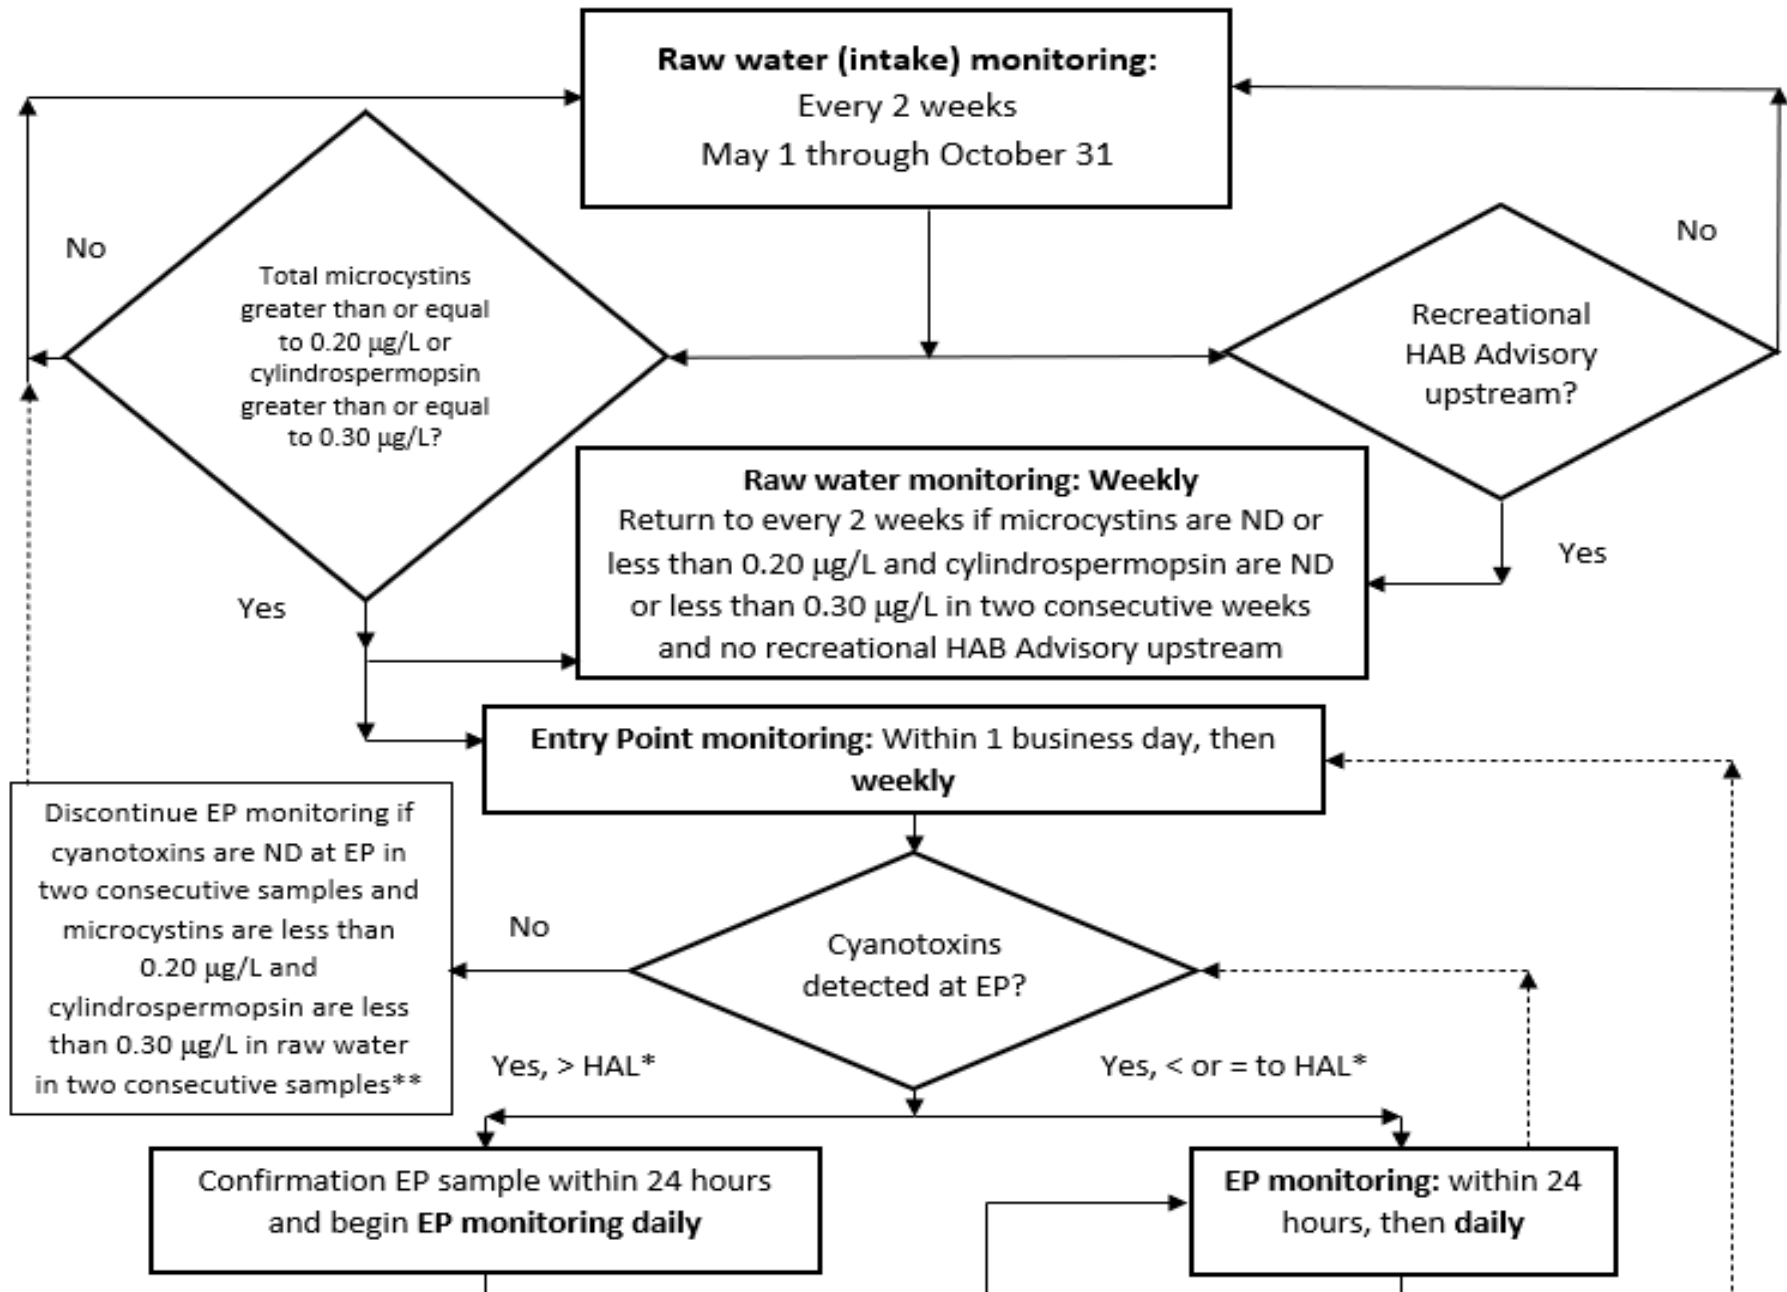 Raw water (intake) monitoring:
Every 2 weeks
May 1 through October 31
No
Total microcystins
greater than or equal
to 0.20 µg/L or
cylindrospermopsin
greater than or equal
to 0.30 µg/L?
Yes
No
Recreational
HAB Advisory
upstream?
Yes
Raw water monitoring: Weekly
Return to every 2 weeks if microcystins are ND or
less than 0.20 µg/L and cylindrospermopsin are ND
or less than 0.30 µg/L in two consecutive weeks
and no recreational HAB Advisory upstream
Entry Point monitoring: Within 1 business day, then
weekly
Discontinue EP monitoring if
cyanotoxins are ND at EP in
two consecutive samples and
microcystins are less than
0.20 µg/L and
cylindrospermopsin are less
than 0.30 µg/L in raw water
in two consecutive samples**
No
Cyanotoxins
detected at EP?
Yes, > HAL*
Yes, < or = to HAL*
Confirmation EP sample within 24 hours
and begin EP monitoring daily
EP monitoring: within 24
hours, then daily